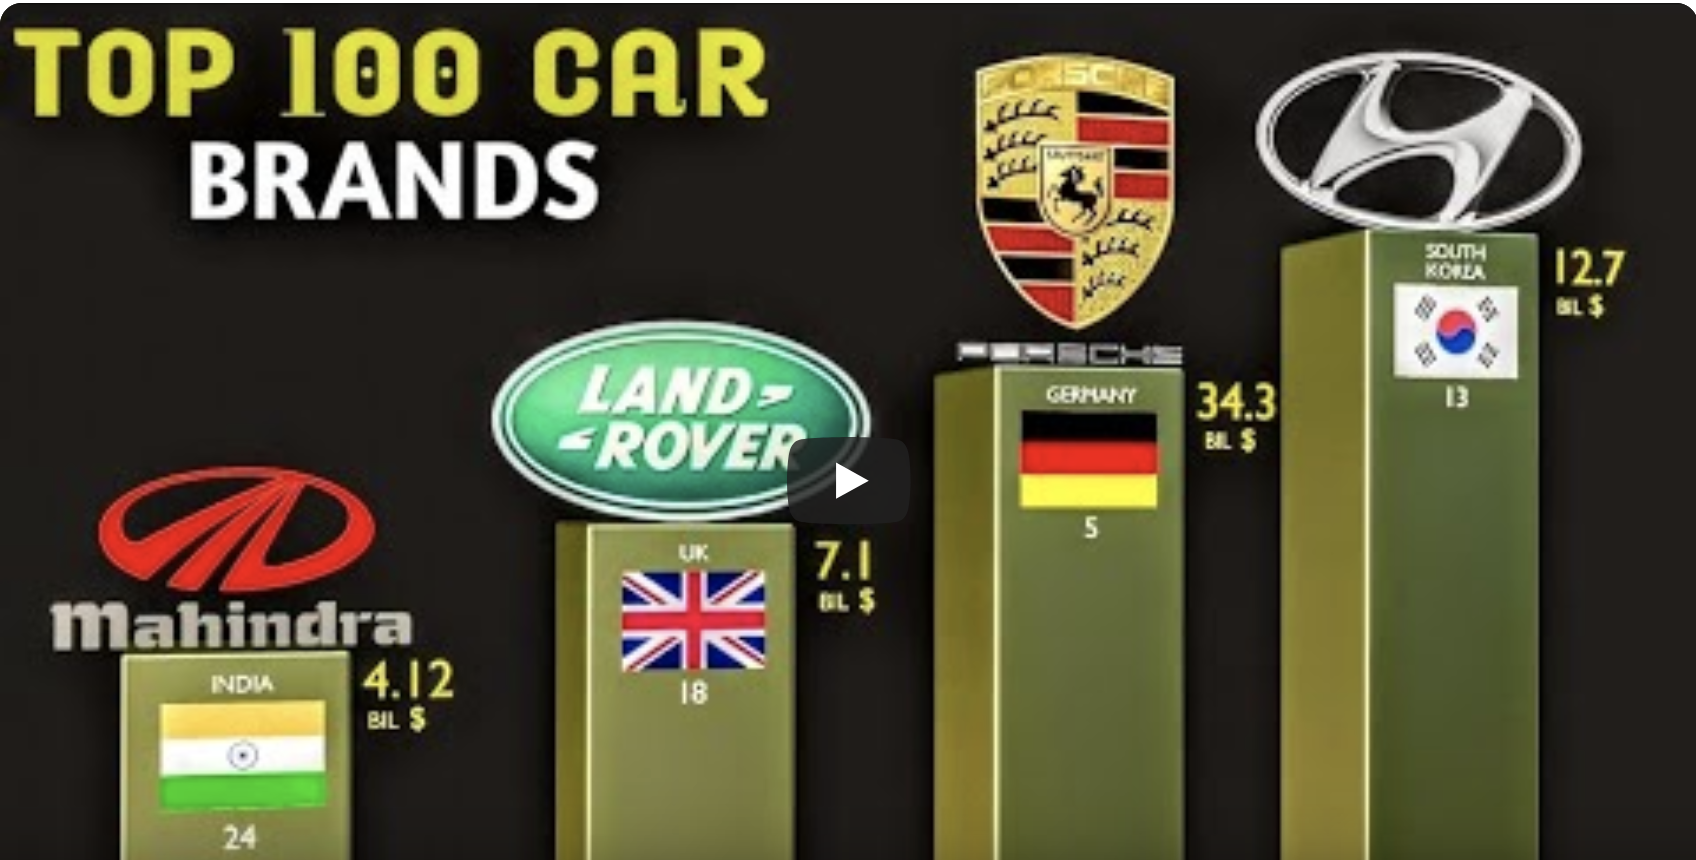 TOP 100 CAR
BRANDS
Mahindra
INDIA
24
4.12
BIL $
LAND
ROVER
UK
18
7.1
BIL $
PORSCHE
PORSCHE
GERMANY
5
34.3
BIL $
SOUTH
KOREA
13
12.7
BIL $